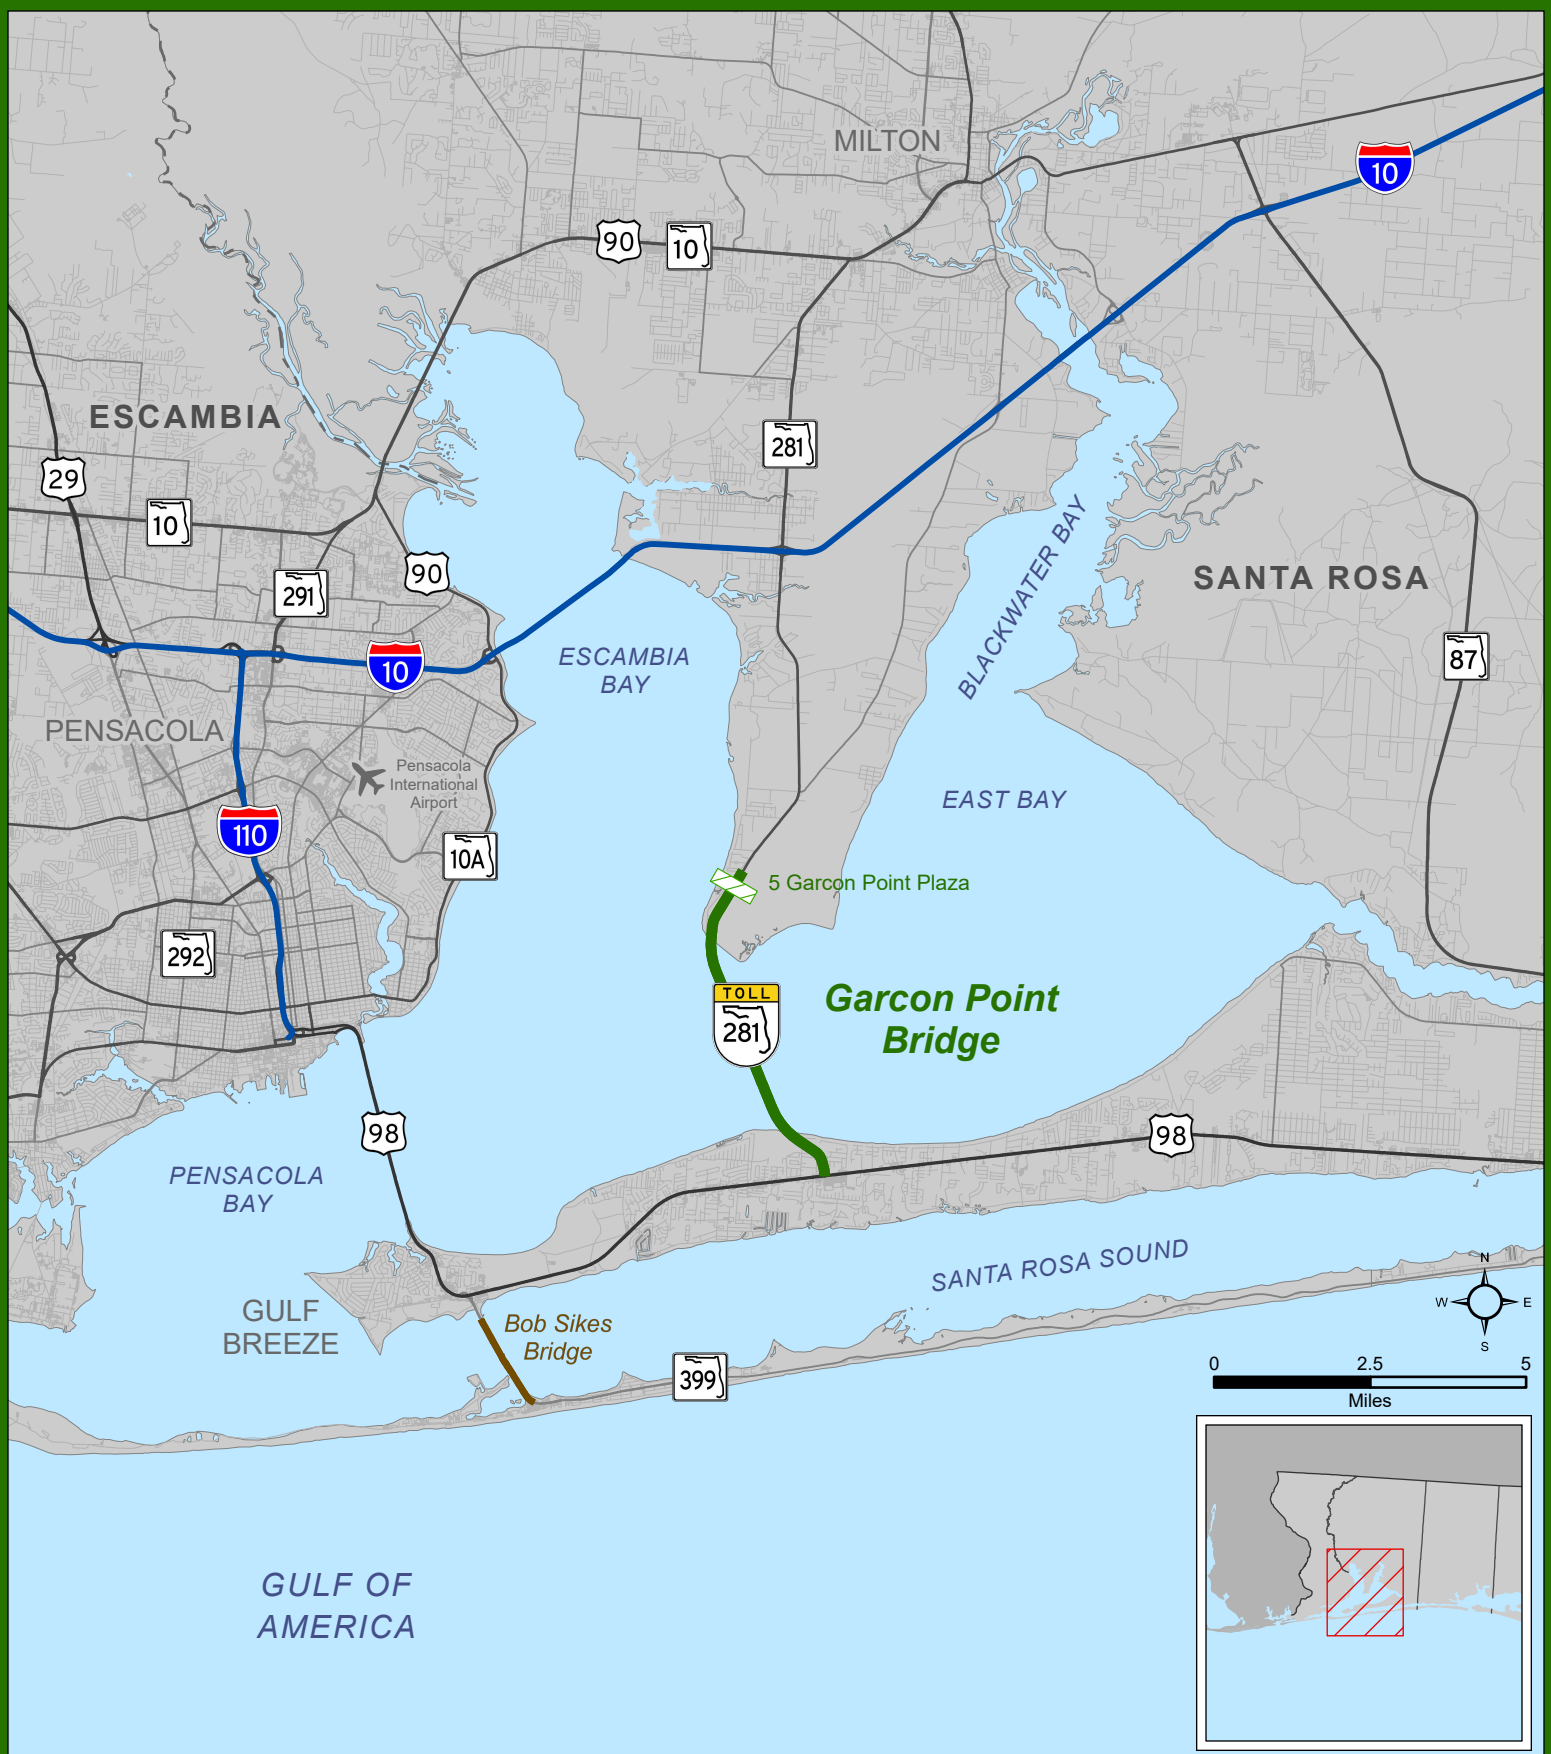 MILTON
10
90
10
ESCAMBIA
281
29
10
90
291
SANTA ROSA
BLACKWATER BAY
ESCAMBIA
BAY
10
87
PENSACOLA
Pensacola
International
Airport
EAST BAY
110
10A
5 Garcon Point Plaza
292
TOLL
281
Garcon Point
Bridge
98
98
PENSACOLA
BAY
SANTA ROSA SOUND
N
W
E
S
GULF
BREEZE
Bob Sikes
Bridge
399
0
2.5
5
Miles
GULF OF
AMERICA